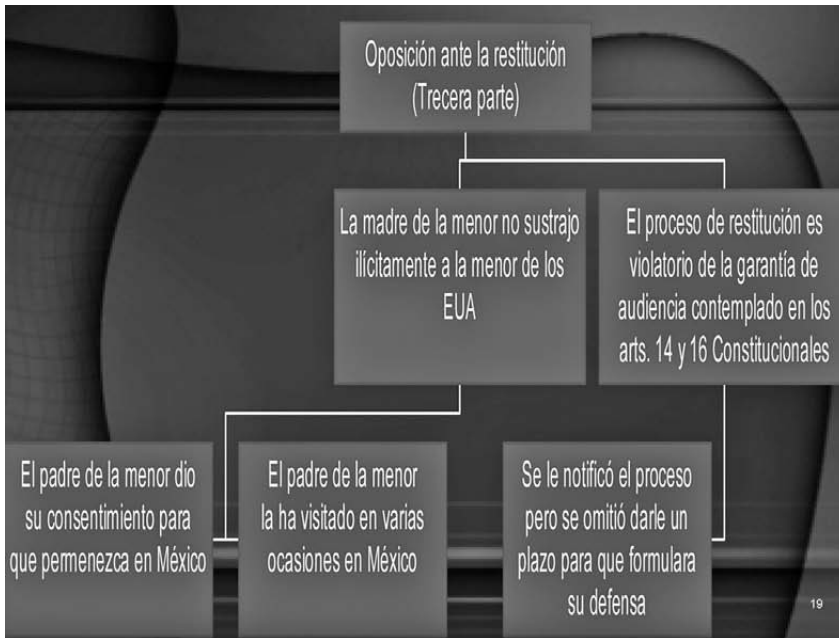 Oposición ante la restitución
(Trecera parte)
La madre de la menor no sustrajo
ilícitamente a la menor de los
EUA
El proceso de restitución es
violatorio de la garantía de
audiencia contemplado en los
arts. 14 y 16 Constitucionales
El padre de la menor dio
su consentimiento para
que permenezca en México
El padre de la menor
la ha visitado en varias
ocasiones en México
Se le notificó el proceso
pero se omitió darle un
plazo para que formulara
su defensa
19